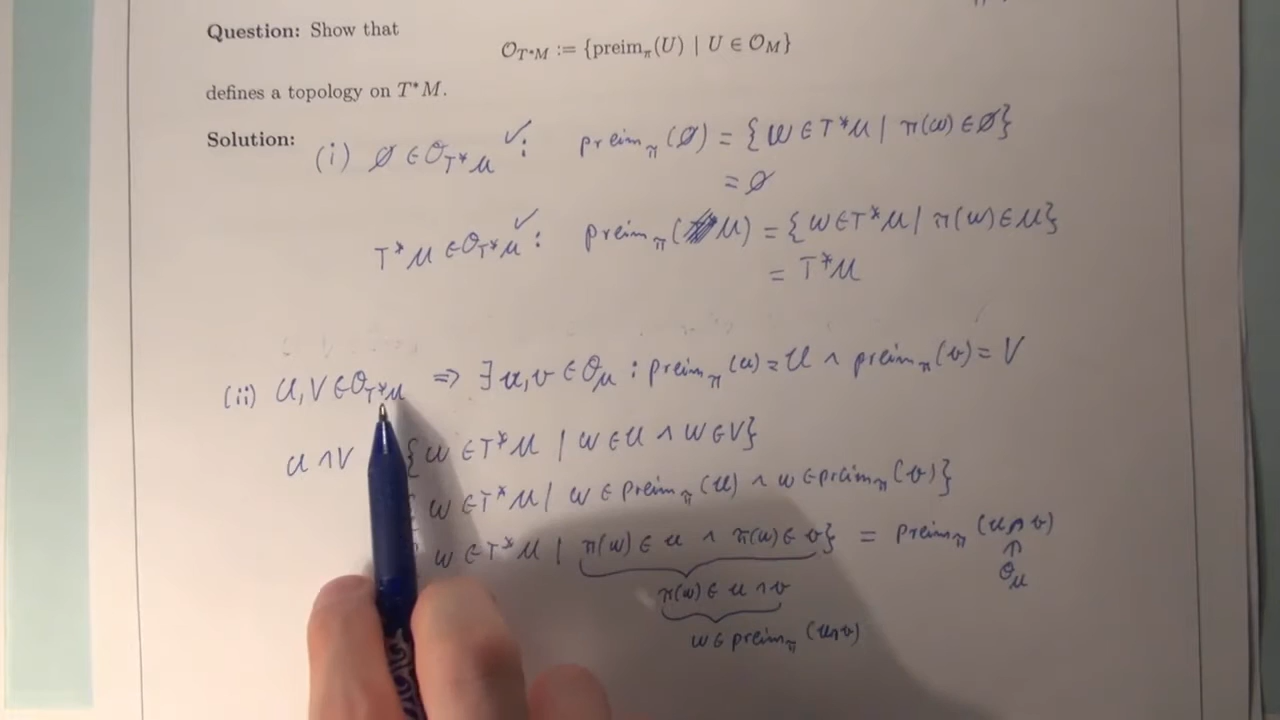 Question: Show that
𝒪_{T*M} := {preim_π(U) | U ∈ 𝒪_M}
defines a topology on T*M.
Solution: (i) ∅ ∈ 𝒪_{T*M} ✓ : preim_π(∅) = {ω ∈ T*M | π(ω) ∈ ∅}
= ∅
T*M ∈ 𝒪_{T*M} ✓ : preim_π(M) = {ω ∈ T*M | π(ω) ∈ M}
= T*M
(ii) U, V ∈ 𝒪_{T*M} ⇒ ∃ u, v ∈ 𝒪_M : preim_π(u) = U ∧ preim_π(v) = V
U ∩ V {ω ∈ T*M | ω ∈ U ∧ ω ∈ V}
{ω ∈ T*M | ω ∈ preim_π(u) ∧ ω ∈ preim_π(v)}
ω ∈ T*M | π(ω) ∈ u ∧ π(ω) ∈ v} = preim_π(u ∩ v)
π(ω) ∈ u ∩ v
𝒪_M
ω ∈ preim_π(u ∩ v)